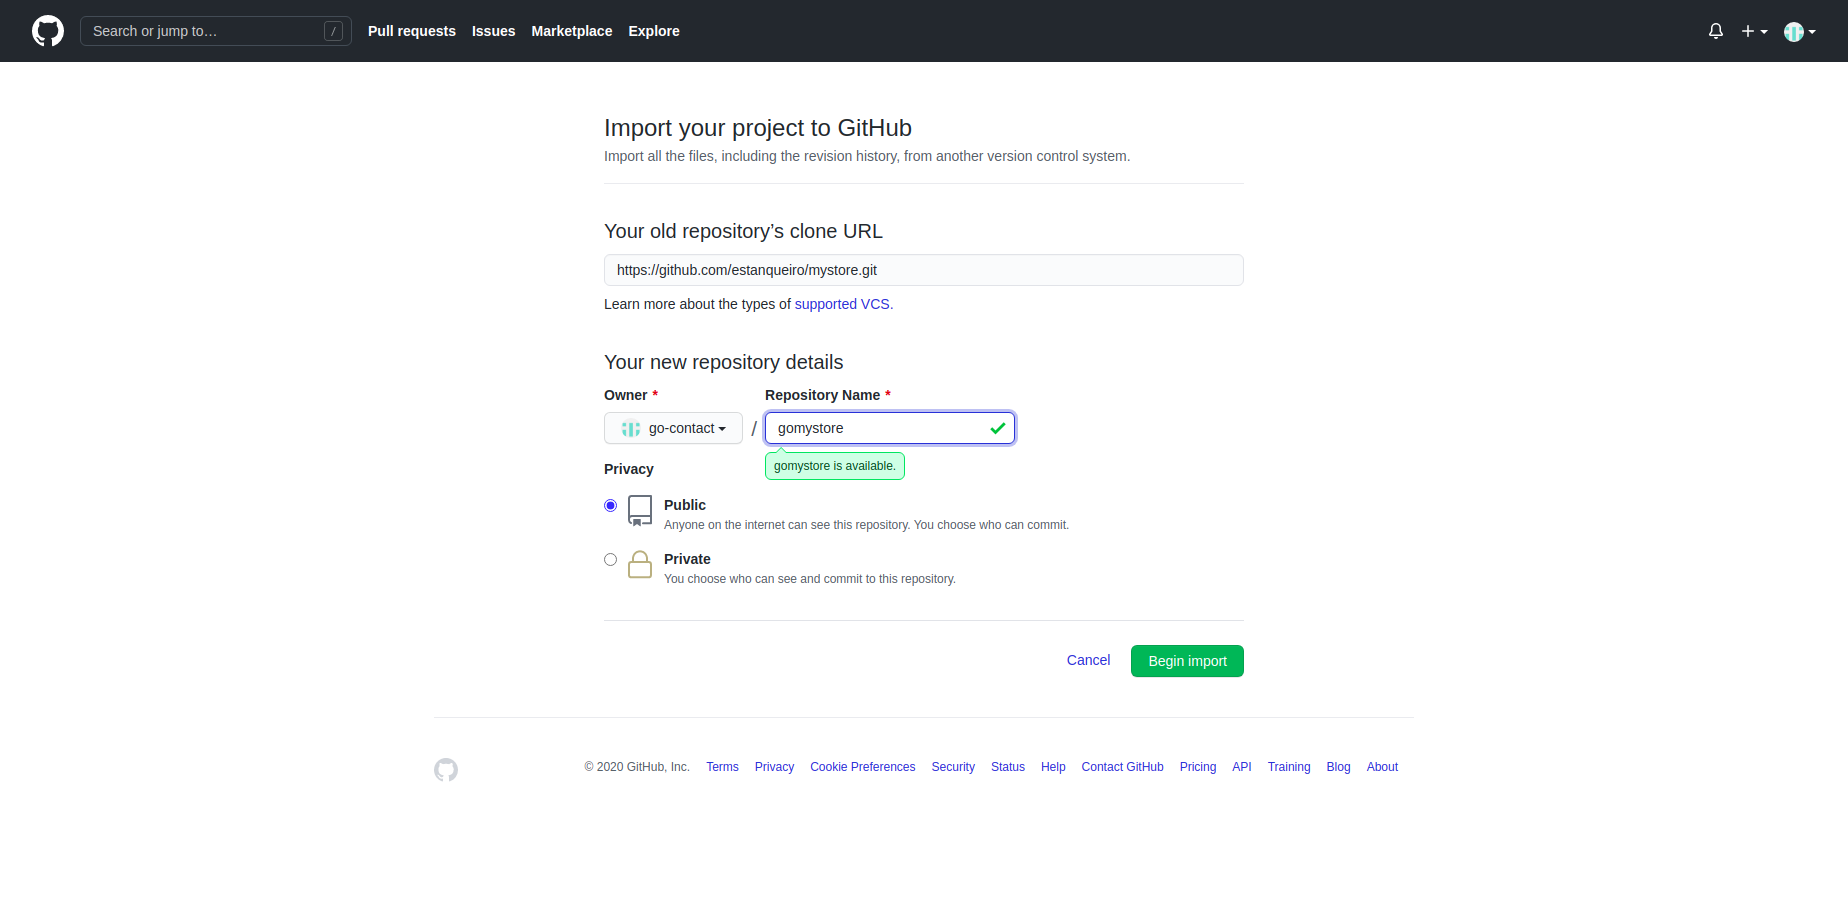 Search or jump to…
/
Pull requests
Issues
Marketplace
Explore
Import your project to GitHub
Import all the files, including the revision history, from another version control system.
Your old repository’s clone URL
https://github.com/estanqueiro/mystore.git
Learn more about the types of supported VCS.
Your new repository details
Owner *
Repository Name *
go-contact
/
gomystore
gomystore is available.
Privacy
Public
Anyone on the internet can see this repository. You choose who can commit.
Private
You choose who can see and commit to this repository.
Cancel
Begin import
© 2020 GitHub, Inc. Terms Privacy Cookie Preferences Security Status Help Contact GitHub Pricing API Training Blog About